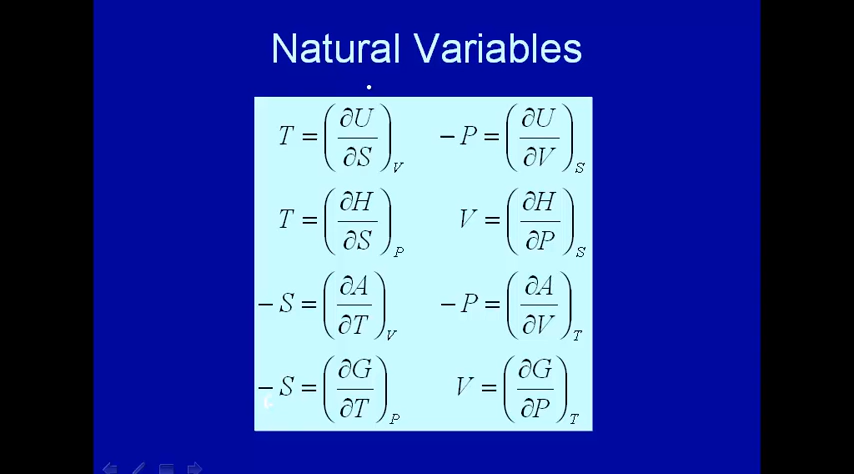 Natural Variables
T = (∂U/∂S)_V    −P = (∂U/∂V)_S
T = (∂H/∂S)_P    V = (∂H/∂P)_S
−S = (∂A/∂T)_V    −P = (∂A/∂V)_T
−S = (∂G/∂T)_P    V = (∂G/∂P)_T